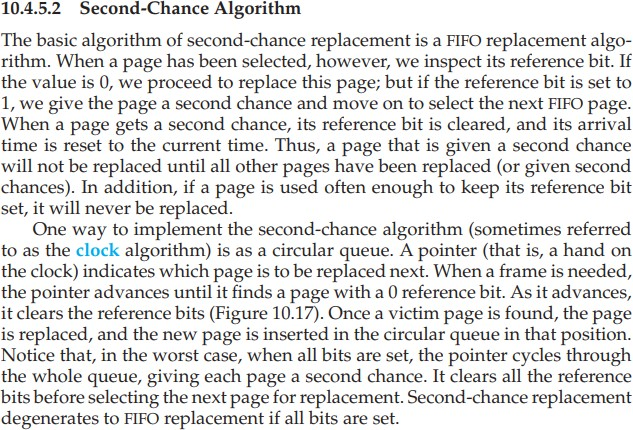 10.4.5.2 Second-Chance Algorithm
The basic algorithm of second-chance replacement is a FIFO replacement algo-
rithm. When a page has been selected, however, we inspect its reference bit. If
the value is 0, we proceed to replace this page; but if the reference bit is set to
1, we give the page a second chance and move on to select the next FIFO page.
When a page gets a second chance, its reference bit is cleared, and its arrival
time is reset to the current time. Thus, a page that is given a second chance
will not be replaced until all other pages have been replaced (or given second
chances). In addition, if a page is used often enough to keep its reference bit
set, it will never be replaced.
One way to implement the second-chance algorithm (sometimes referred
to as the clock algorithm) is as a circular queue. A pointer (that is, a hand on
the clock) indicates which page is to be replaced next. When a frame is needed,
the pointer advances until it finds a page with a 0 reference bit. As it advances,
it clears the reference bits (Figure 10.17). Once a victim page is found, the page
is replaced, and the new page is inserted in the circular queue in that position.
Notice that, in the worst case, when all bits are set, the pointer cycles through
the whole queue, giving each page a second chance. It clears all the reference
bits before selecting the next page for replacement. Second-chance replacement
degenerates to FIFO replacement if all bits are set.